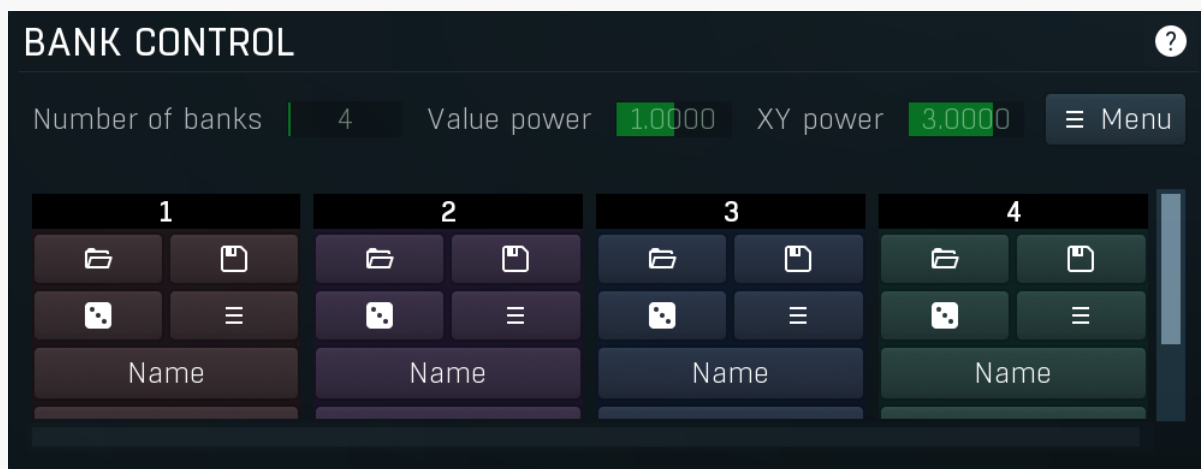 BANK CONTROL ?
Number of banks 4 Value power 1.0000 XY power 3.0000 Menu
1 2 3 4
Name Name Name Name